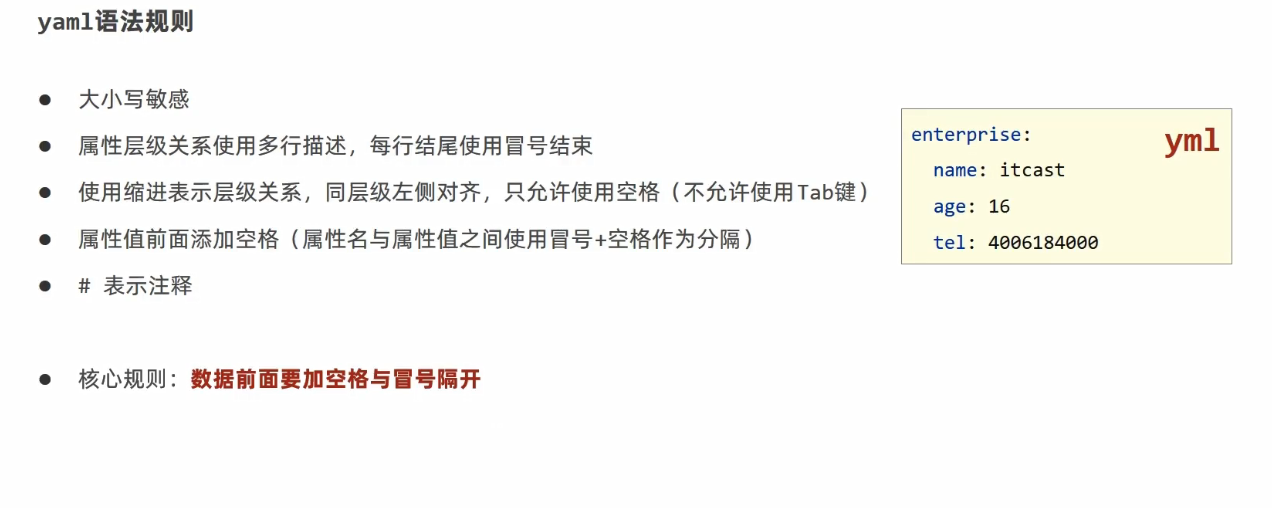 yaml语法规则
● 大小写敏感
● 属性层级关系使用多行描述，每行结尾使用冒号结束
● 使用缩进表示层级关系，同层级左侧对齐，只允许使用空格（不允许使用Tab键）
● 属性值前面添加空格（属性名与属性值之间使用冒号+空格作为分隔）
● # 表示注释
● 核心规则：数据前面要加空格与冒号隔开
yml
enterprise:
  name: itcast
  age: 16
  tel: 4006184000